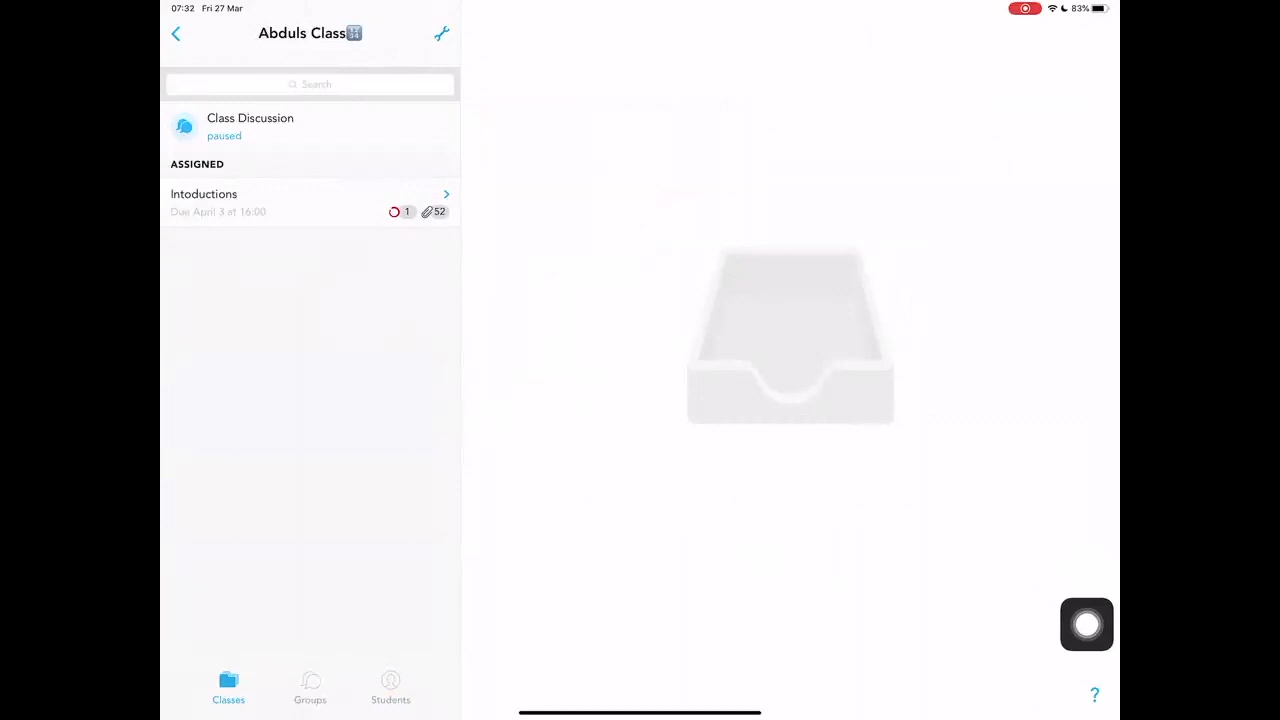 07:32 Fri 27 Mar
83%
Abduls Class🔢
Search
Class Discussion
paused
ASSIGNED
Intoductions
Due April 3 at 16:00
1
52
Classes
Groups
Students
?